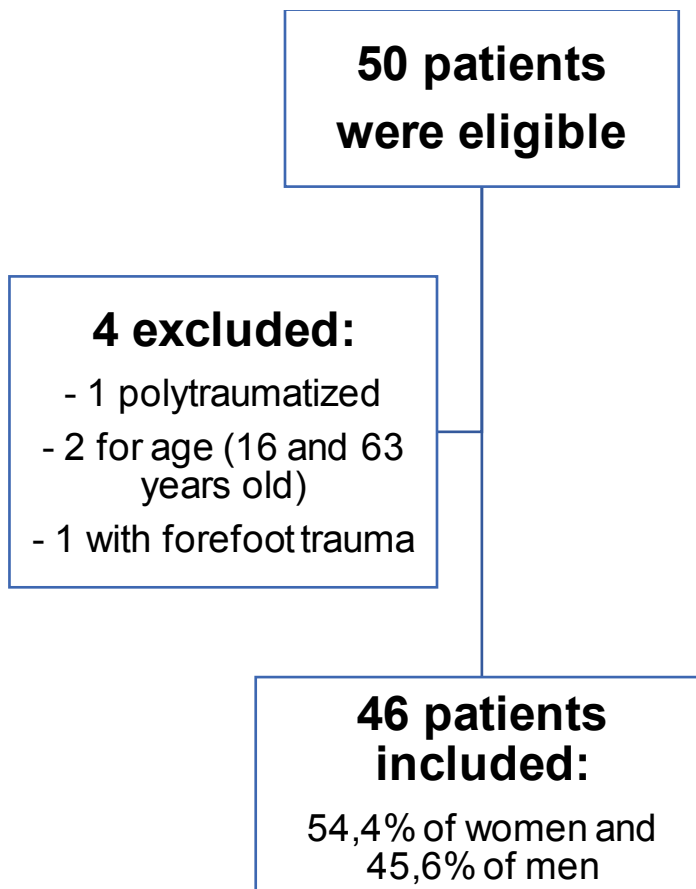 50 patients
were eligible
4 excluded:
- 1 polytraumatized
- 2 for age (16 and 63
years old)
- 1 with forefoot trauma
46 patients
included:
54,4% of women and
45,6% of men